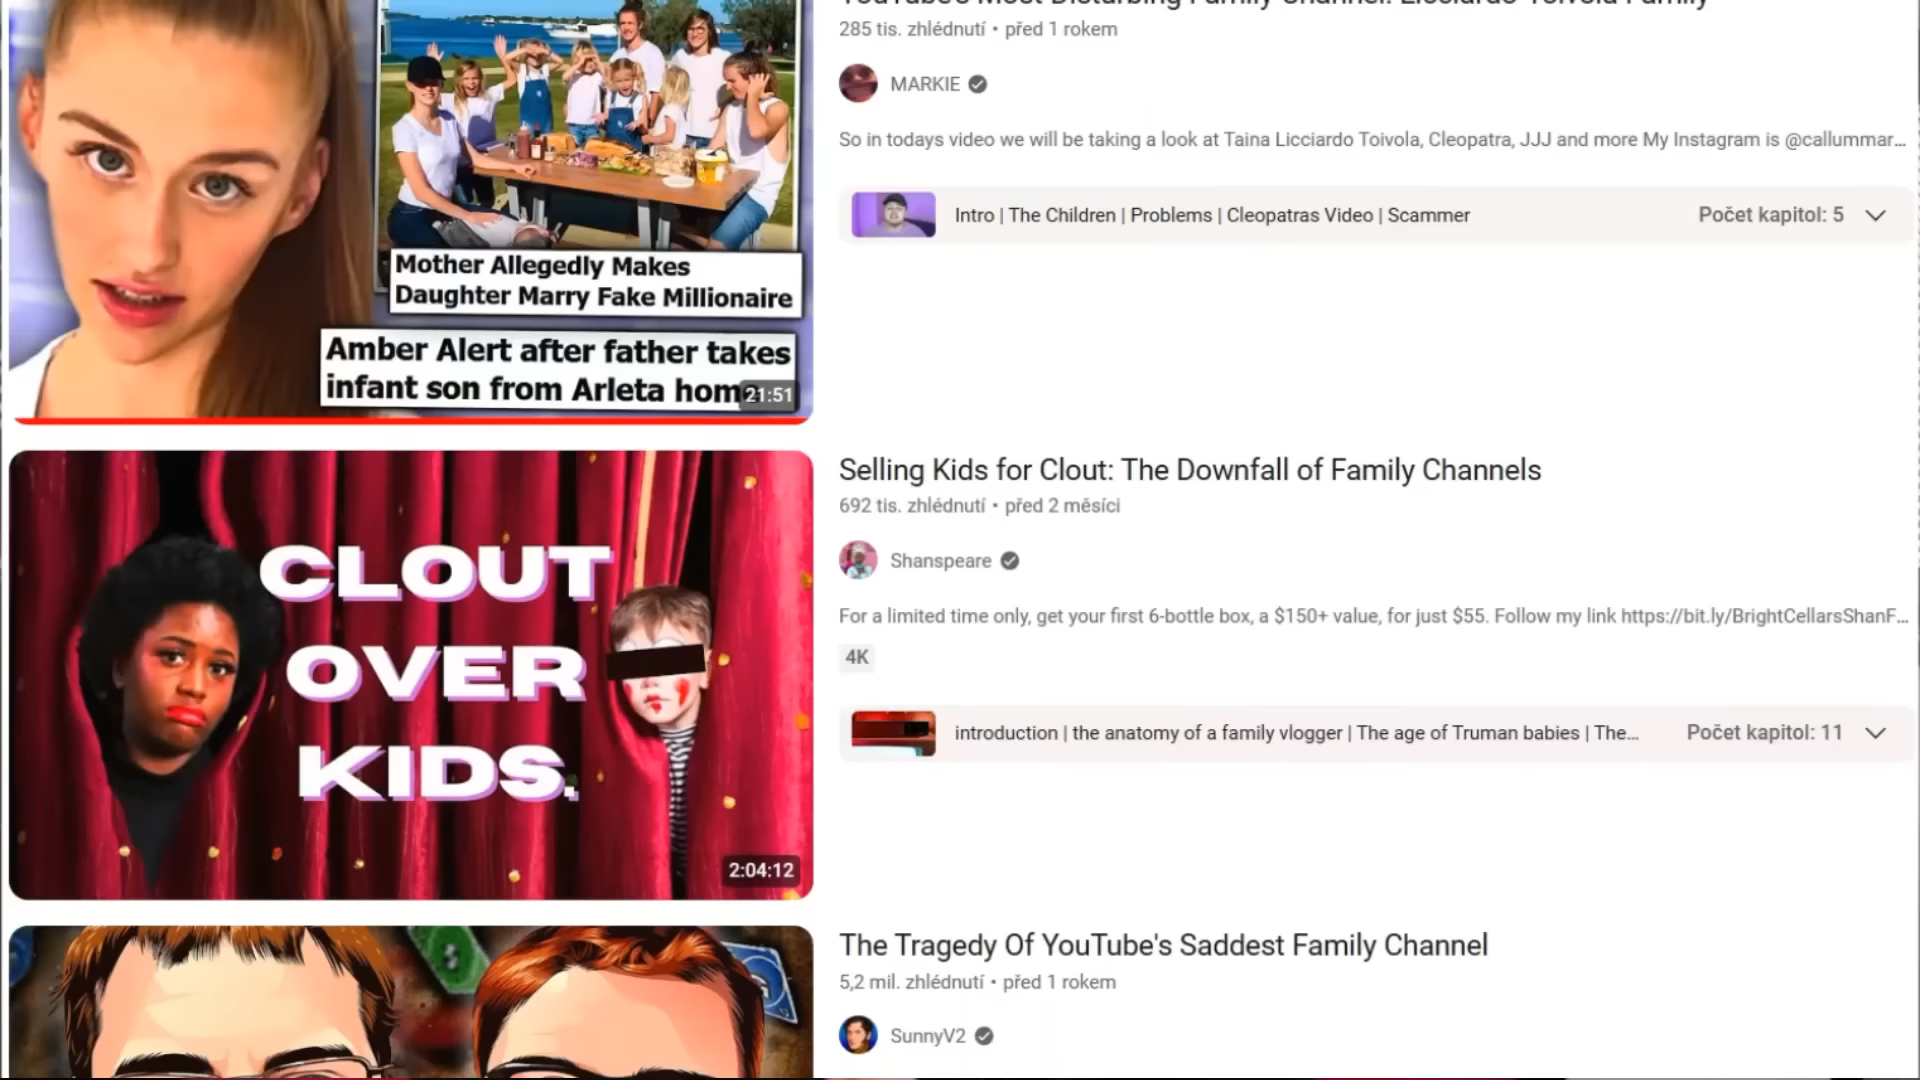 YouTube's Most Disturbing Family Channel: Licciardo Toivola Family
285 tis. zhlédnutí • před 1 rokem
MARKIE
So in todays video we will be taking a look at Taina Licciardo Toivola, Cleopatra, JJJ and more My Instagram is @callummar...
Intro | The Children | Problems | Cleopatras Video | Scammer
Počet kapitol: 5
Mother Allegedly Makes
Daughter Marry Fake Millionaire
Amber Alert after father takes
infant son from Arleta home
21:51
Selling Kids for Clout: The Downfall of Family Channels
692 tis. zhlédnutí • před 2 měsíci
Shanspeare
For a limited time only, get your first 6-bottle box, a $150+ value, for just $55. Follow my link https://bit.ly/BrightCellarsShanF...
4K
introduction | the anatomy of a family vlogger | The age of Truman babies | The...
Počet kapitol: 11
CLOUT
OVER
KIDS.
2:04:12
The Tragedy Of YouTube's Saddest Family Channel
5,2 mil. zhlédnutí • před 1 rokem
SunnyV2